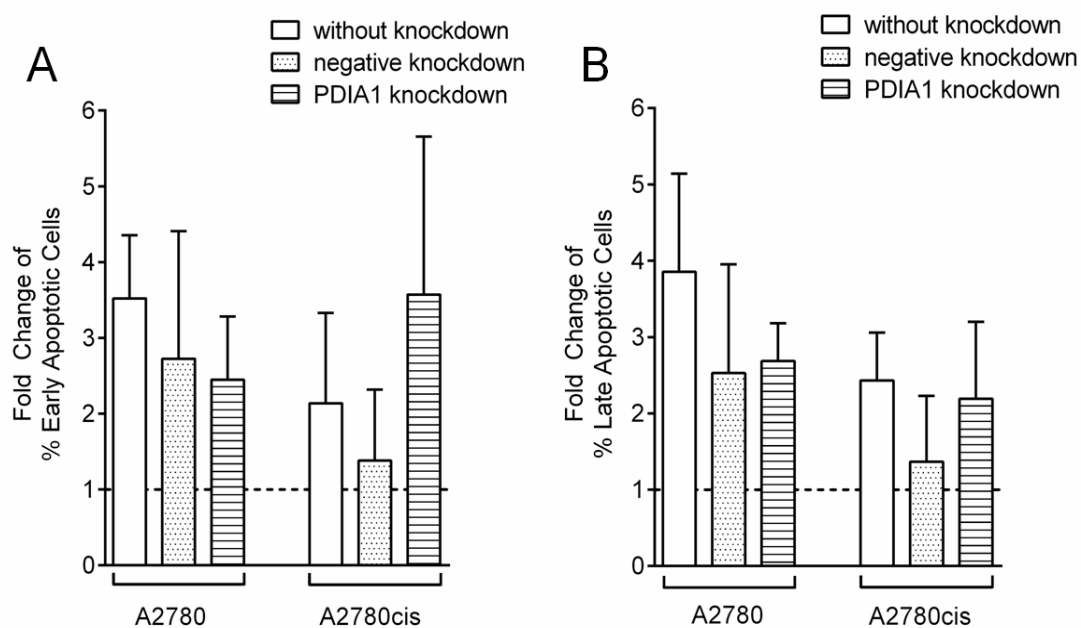 A
without knockdown
negative knockdown
PDIA1 knockdown
Fold Change of
% Early Apoptotic Cells
6
5
4
3
2
1
0
A2780
A2780cis
B
without knockdown
negative knockdown
PDIA1 knockdown
Fold Change of
% Late Apoptotic Cells
6
5
4
3
2
1
0
A2780
A2780cis